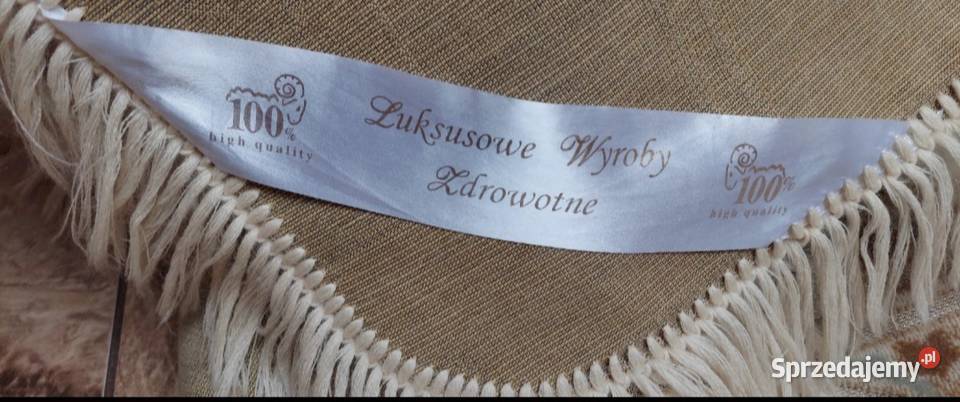 100%
high quality
Luksusowe Wyroby
Zdrowotne
100%
high quality
Sprzedajemy.pl